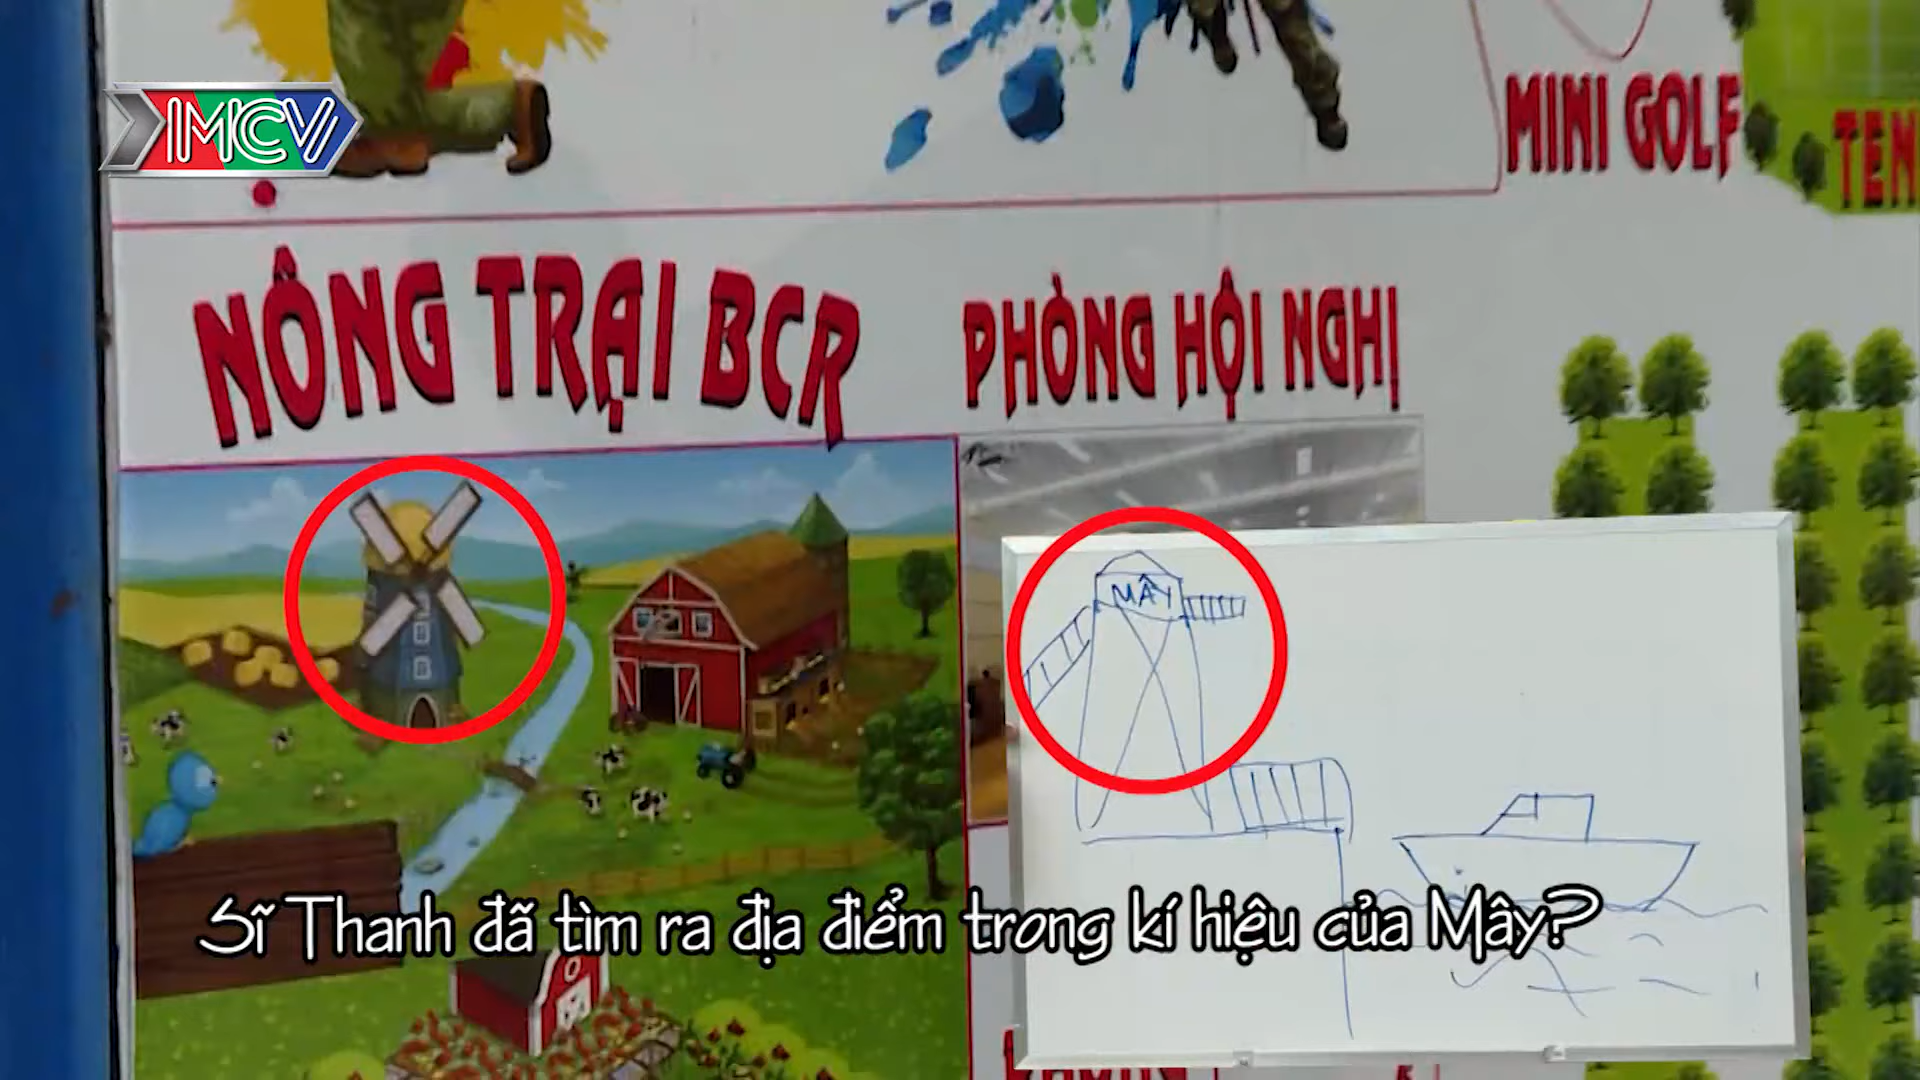 MCV
MINI GOLF
TEN
NÔNG TRẠI BCR
PHÒNG HỘI NGHỊ
MÂY
Sĩ Thanh đã tìm ra địa điểm trong kí hiệu của Mây?